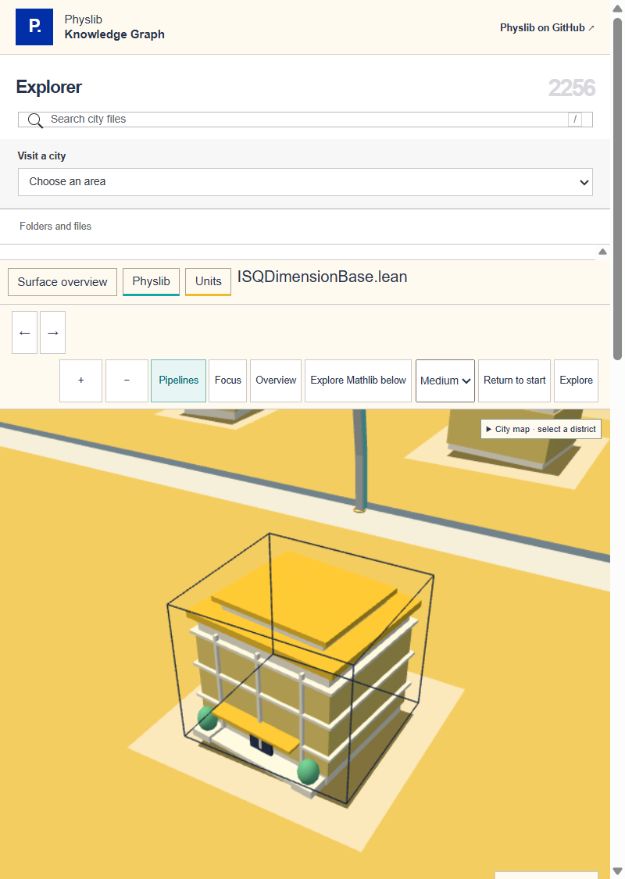 P.
Physlib
Knowledge Graph
Physlib on GitHub ↗
Explorer
2256
Search city files
/
Visit a city
Choose an area
Folders and files
Surface overview
Physlib
Units
ISQDimensionBase.lean
← →
+
-
Pipelines
Focus
Overview
Explore Mathlib below
Medium
Return to start
Explore
▶ City map · select a district